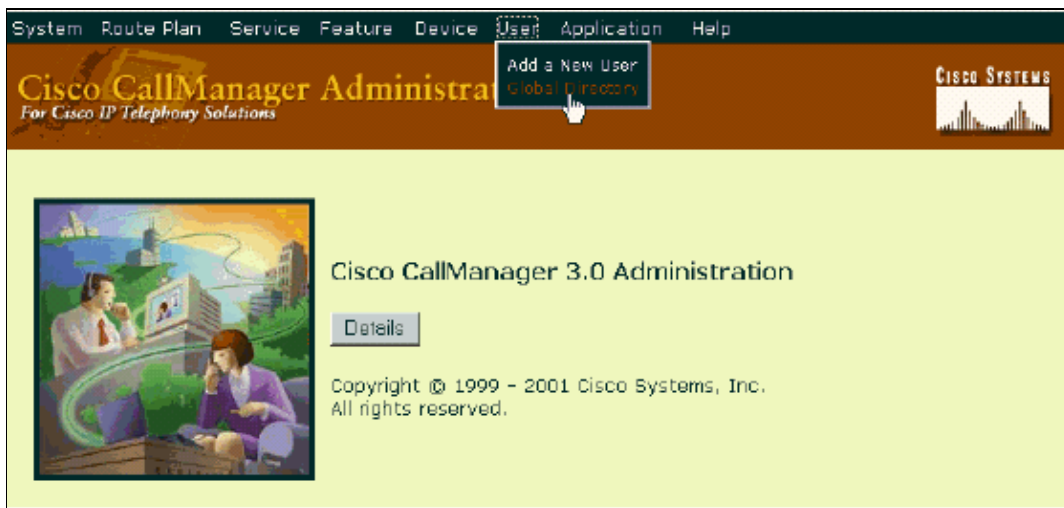 System Route Plan Service Feature Device User Application Help
Add a New User
Global Directory
Cisco CallManager Administrat
For Cisco IP Telephony Solutions
CISCO SYSTEMS
Cisco CallManager 3.0 Administration
Details
Copyright © 1999 - 2001 Cisco Systems, Inc.
All rights reserved.